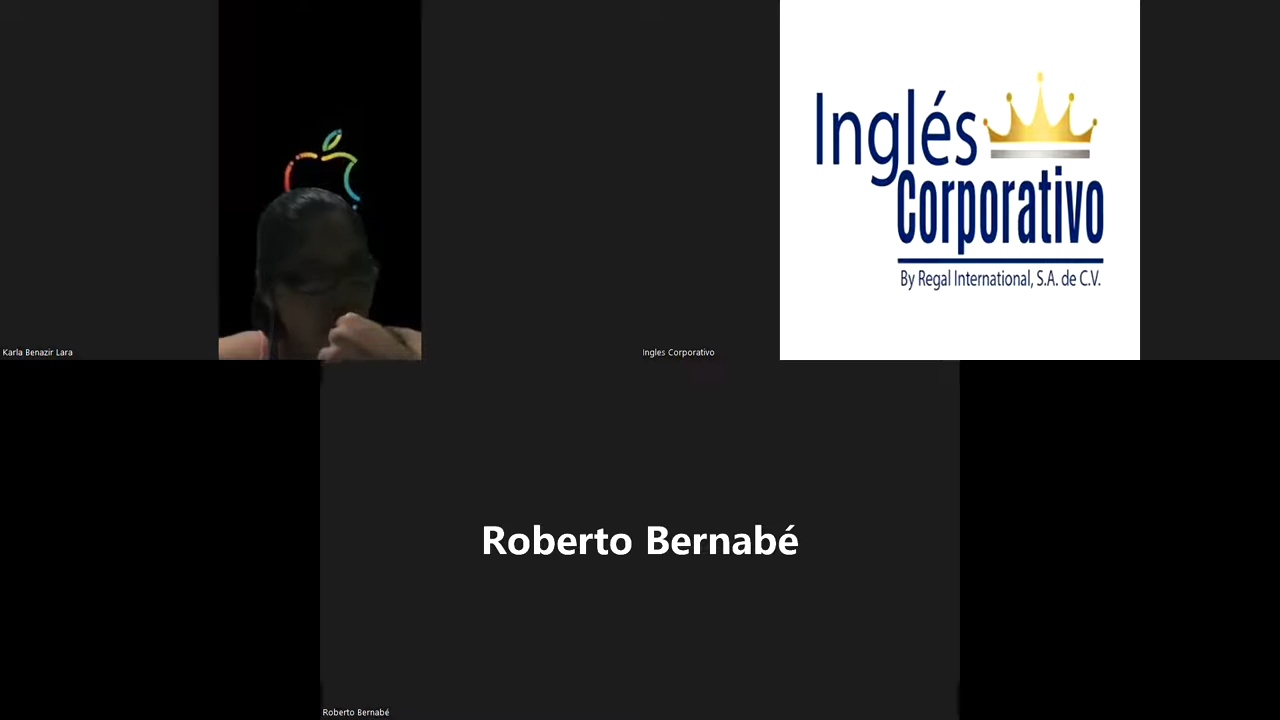 Inglés
Corporativo
By Regal International, S.A. de C.V.
Karla Benazir Lara
Ingles Corporativo
Roberto Bernabé
Roberto Bernabé